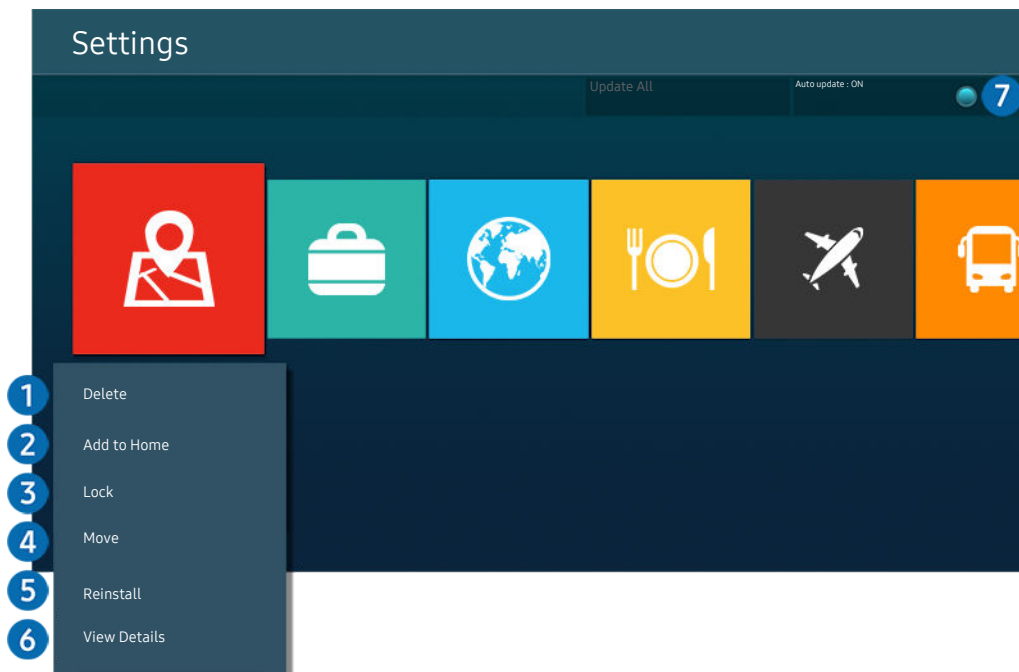 Settings
Update All
Auto update : ON
7
1 Delete
2 Add to Home
3 Lock
4 Move
5 Reinstall
6 View Details